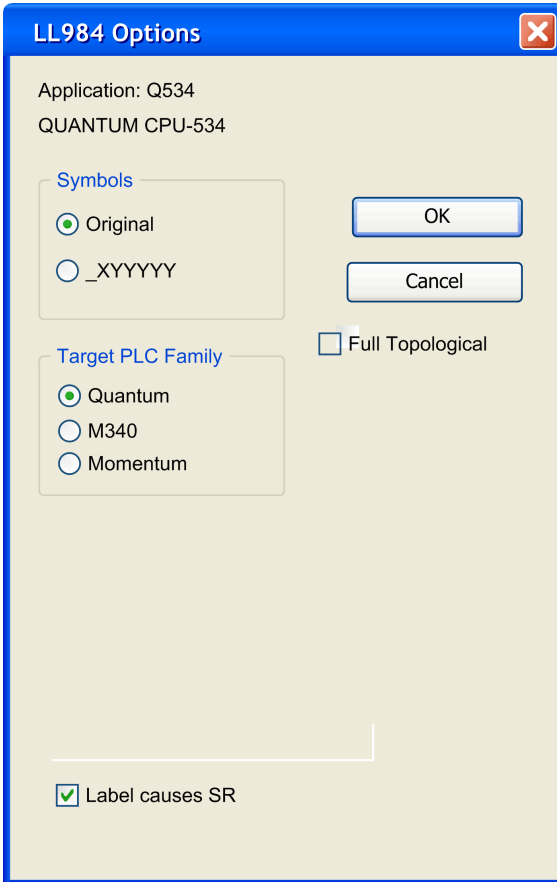 LL984 Options
Application: Q534
QUANTUM CPU-534
Symbols
Original
_XYYYYY
OK
Cancel
Full Topological
Target PLC Family
Quantum
M340
Momentum
Label causes SR